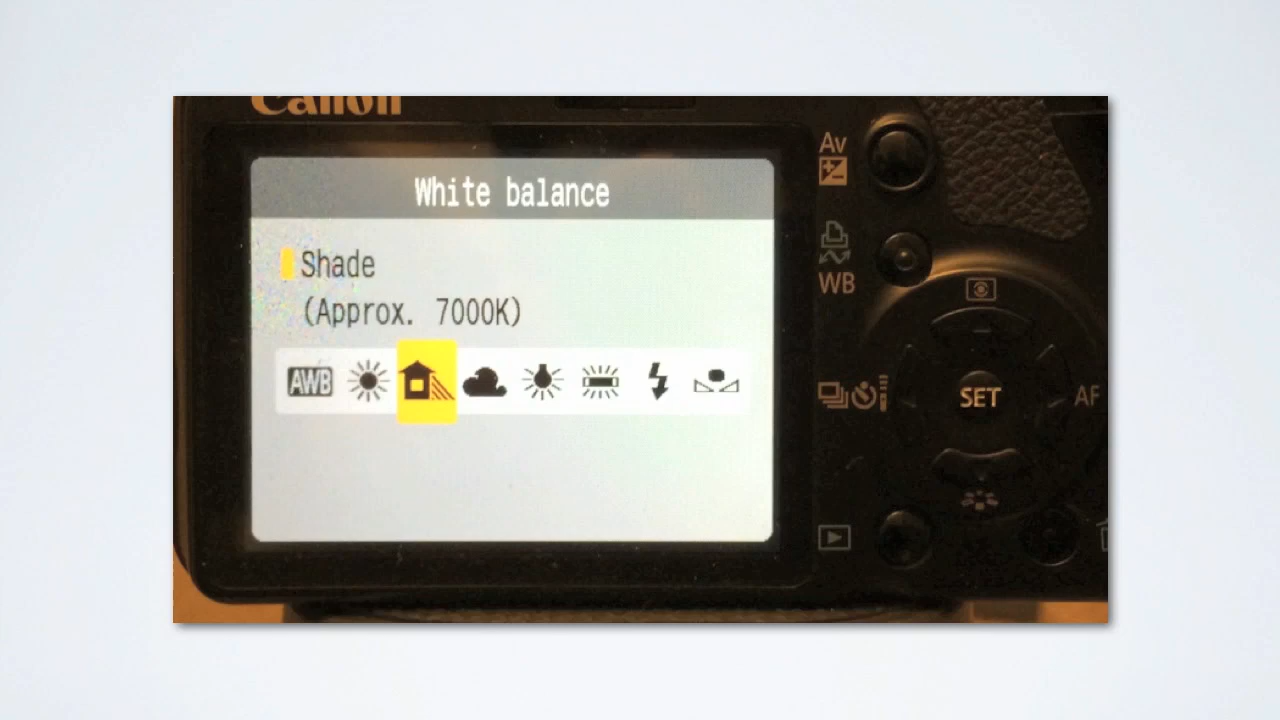 Canon
White balance
Shade
(Approx. 7000K)
AWB
Av
WB
SET
AF